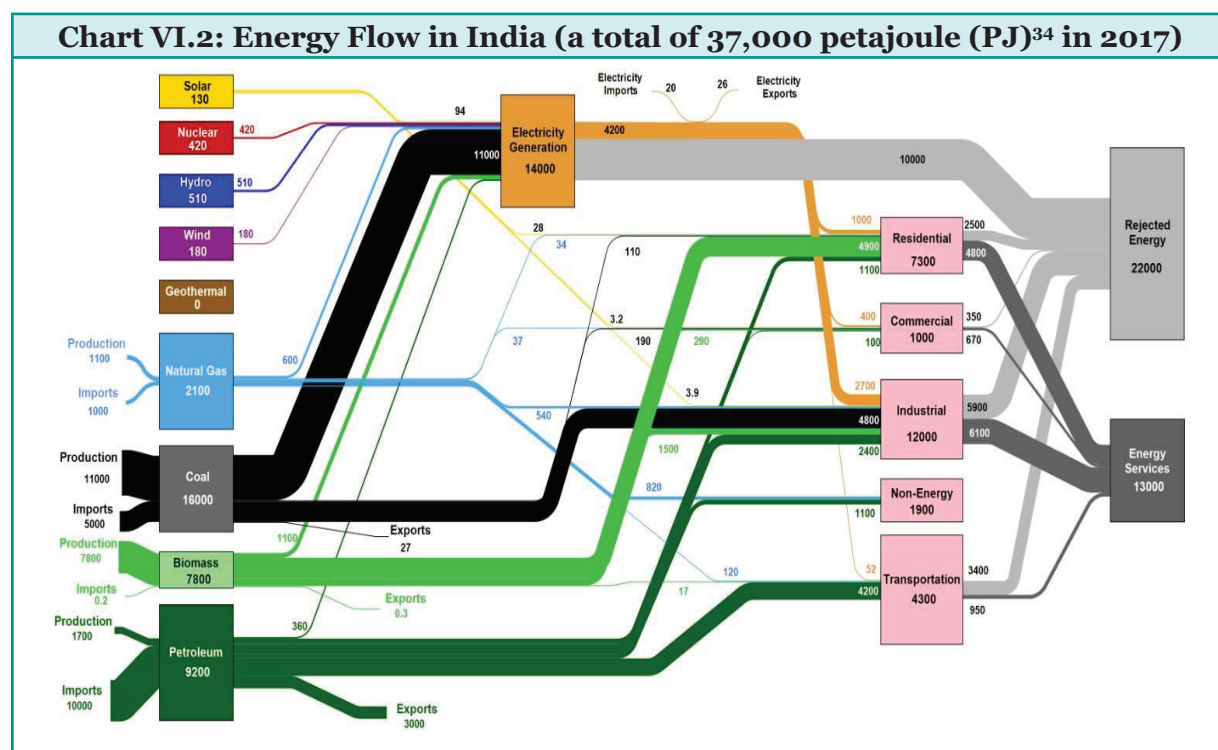 Chart VI.2: Energy Flow in India (a total of 37,000 petajoule (PJ)³⁴ in 2017)
Solar
130
Nuclear
420
420
Hydro
510
510
Wind
180
180
Geothermal
0
Production
1100
Imports
1000
Natural Gas
2100
600
Production
11000
Imports
5000
Coal
16000
Exports
27
Production
7800
Imports
0.2
Biomass
7800
1100
Exports
0.3
Production
1700
Imports
10000
Petroleum
9200
360
Exports
3000
94
11000
Electricity
Generation
14000
Electricity
Imports
20
26
Electricity
Exports
4200
10000
28
34
110
37
3.2
190
290
3.9
540
1500
820
120
17
1000
4900
1100
Residential
7300
2500
4800
400
100
Commercial
1000
350
670
2700
4800
2400
Industrial
12000
5900
6100
1100
Non-Energy
1900
52
4200
Transportation
4300
3400
950
Rejected
Energy
22000
Energy
Services
13000